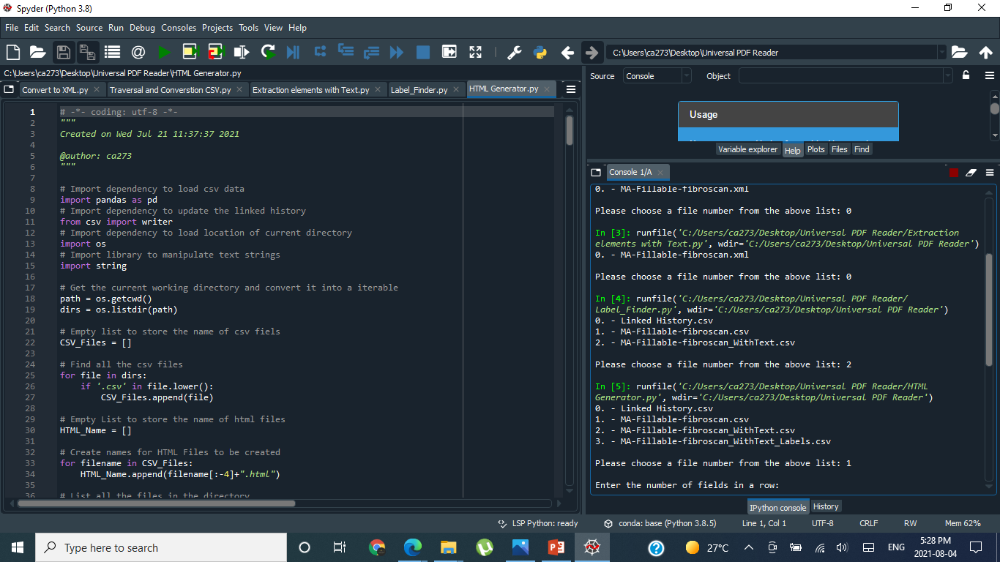 Spyder (Python 3.8)
File Edit Search Source Run Debug Consoles Projects Tools View Help
C:\Users\ca273\Desktop\Universal PDF Reader
C:\Users\ca273\Desktop\Universal PDF Reader\HTML Generator.py
Convert to XML.py Traversal and Converstion CSV.py Extraction elements with Text.py Label_Finder.py HTML Generator.py
1 # -*- coding: utf-8 -*-
2 """
3 Created on Wed Jul 21 11:37:37 2021
4
5 @author: ca273
6 """
7
8 # Import dependency to load csv data
9 import pandas as pd
10 # Import dependency to update the linked history
11 from csv import writer
12 # Import dependency to load location of current directory
13 import os
14 # Import library to manipulate text strings
15 import string
16
17 # Get the current working directory and convert it into a iterable
18 path = os.getcwd()
19 dirs = os.listdir(path)
20
21 # Empty list to store the name of csv fiels
22 CSV_Files = []
23
24 # Find all the csv files
25 for file in dirs:
26 if '.csv' in file.lower():
27 CSV_Files.append(file)
28
29 # Empty List to store the name of html files
30 HTML_Name = []
31
32 # Create names for HTML Files to be created
33 for filename in CSV_Files:
34 HTML_Name.append(filename[:-4]+".html")
35
36 # List all the files in the directory
Source Console Object
Usage
Variable explorer Help Plots Files Find
Console 1/A
0. - MA-Fillable-fibroscan.xml
Please choose a file number from the above list: 0
In [3]: runfile('C:/Users/ca273/Desktop/Universal PDF Reader/Extraction
elements with Text.py', wdir='C:/Users/ca273/Desktop/Universal PDF Reader')
0. - MA-Fillable-fibroscan.xml
Please choose a file number from the above list: 0
In [4]: runfile('C:/Users/ca273/Desktop/Universal PDF Reader/
Label_Finder.py', wdir='C:/Users/ca273/Desktop/Universal PDF Reader')
0. - Linked History.csv
1. - MA-Fillable-fibroscan.csv
2. - MA-Fillable-fibroscan_WithText.csv
Please choose a file number from the above list: 2
In [5]: runfile('C:/Users/ca273/Desktop/Universal PDF Reader/HTML
Generator.py', wdir='C:/Users/ca273/Desktop/Universal PDF Reader')
0. - Linked History.csv
1. - MA-Fillable-fibroscan.csv
2. - MA-Fillable-fibroscan_WithText.csv
3. - MA-Fillable-fibroscan_WithText_Labels.csv
Please choose a file number from the above list: 1
Enter the number of fields in a row:
IPython console History
LSP Python: ready conda: base (Python 3.8.5) Line 1, Col 1 UTF-8 CRLF RW Mem 62%
Type here to search
27°C ENG 5:28 PM
2021-08-04